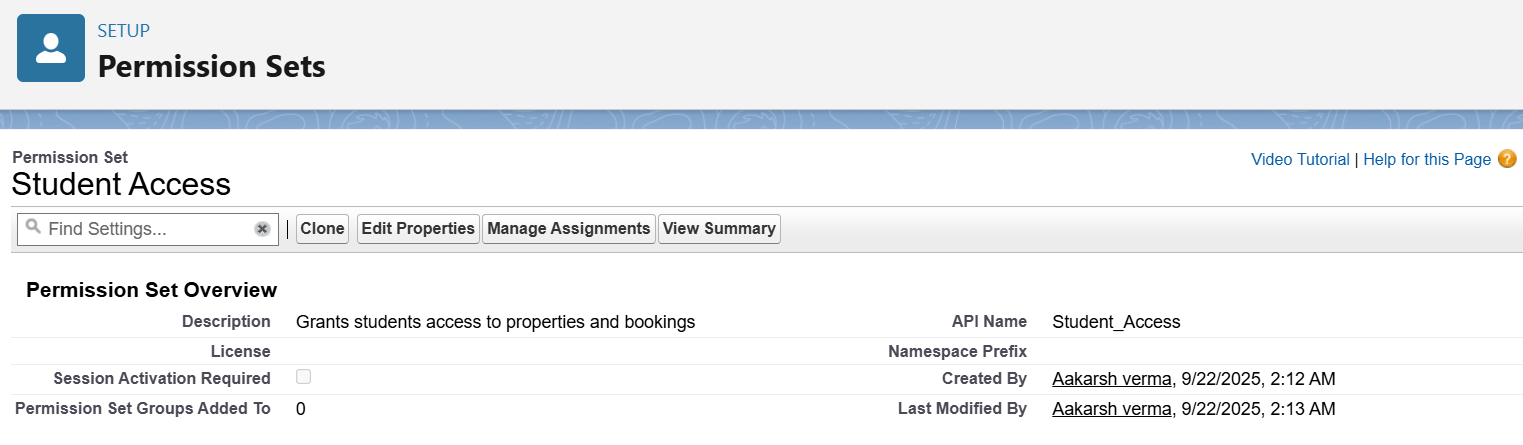 SETUP
Permission Sets
Permission Set
Student Access
Video Tutorial | Help for this Page ?
Find Settings... | Clone Edit Properties Manage Assignments View Summary
Permission Set Overview
Description Grants students access to properties and bookings API Name Student_Access
License Namespace Prefix
Session Activation Required Created By Aakarsh verma, 9/22/2025, 2:12 AM
Permission Set Groups Added To 0 Last Modified By Aakarsh verma, 9/22/2025, 2:13 AM